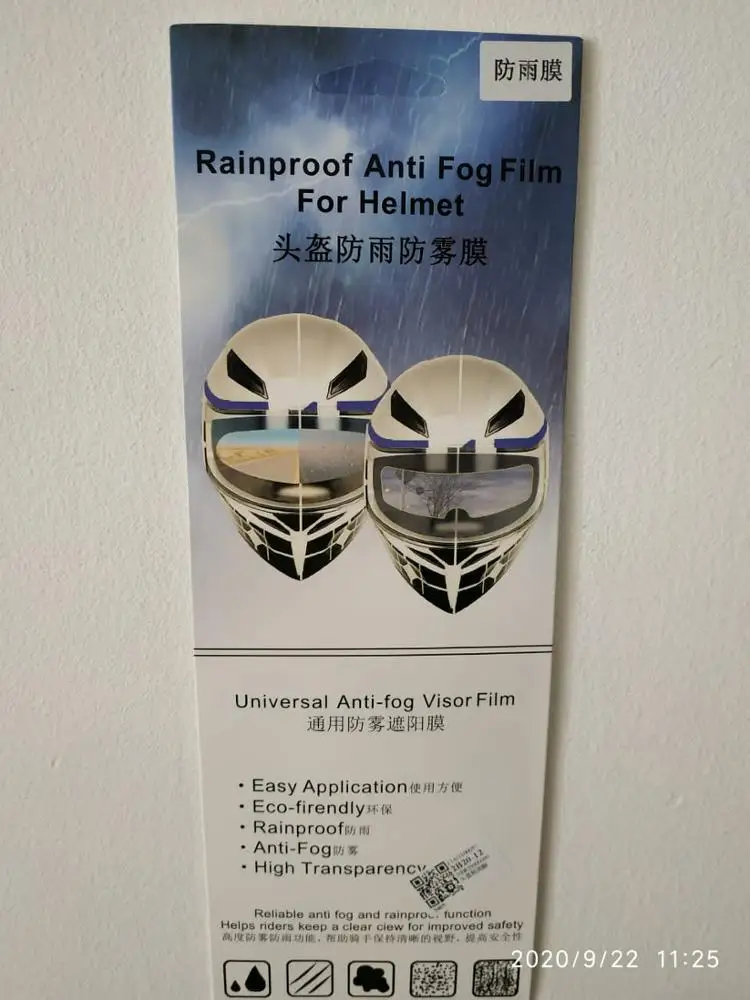 防雨膜
Rainproof Anti Fog Film
For Helmet
头盔防雨防雾膜
Universal Anti-fog Visor Film
通用防雾遮阳膜
· Easy Application使用方便
· Eco-firendly环保
· Rainproof防雨
· Anti-Fog防雾
· High Transparency
2B20-12
Reliable anti fog and rainproof function
Helps riders keep a clear ciew for improved safety
高度防雾防雨功能，帮助骑手保持清晰的视野，提高安全性
2020/9/22 11:25